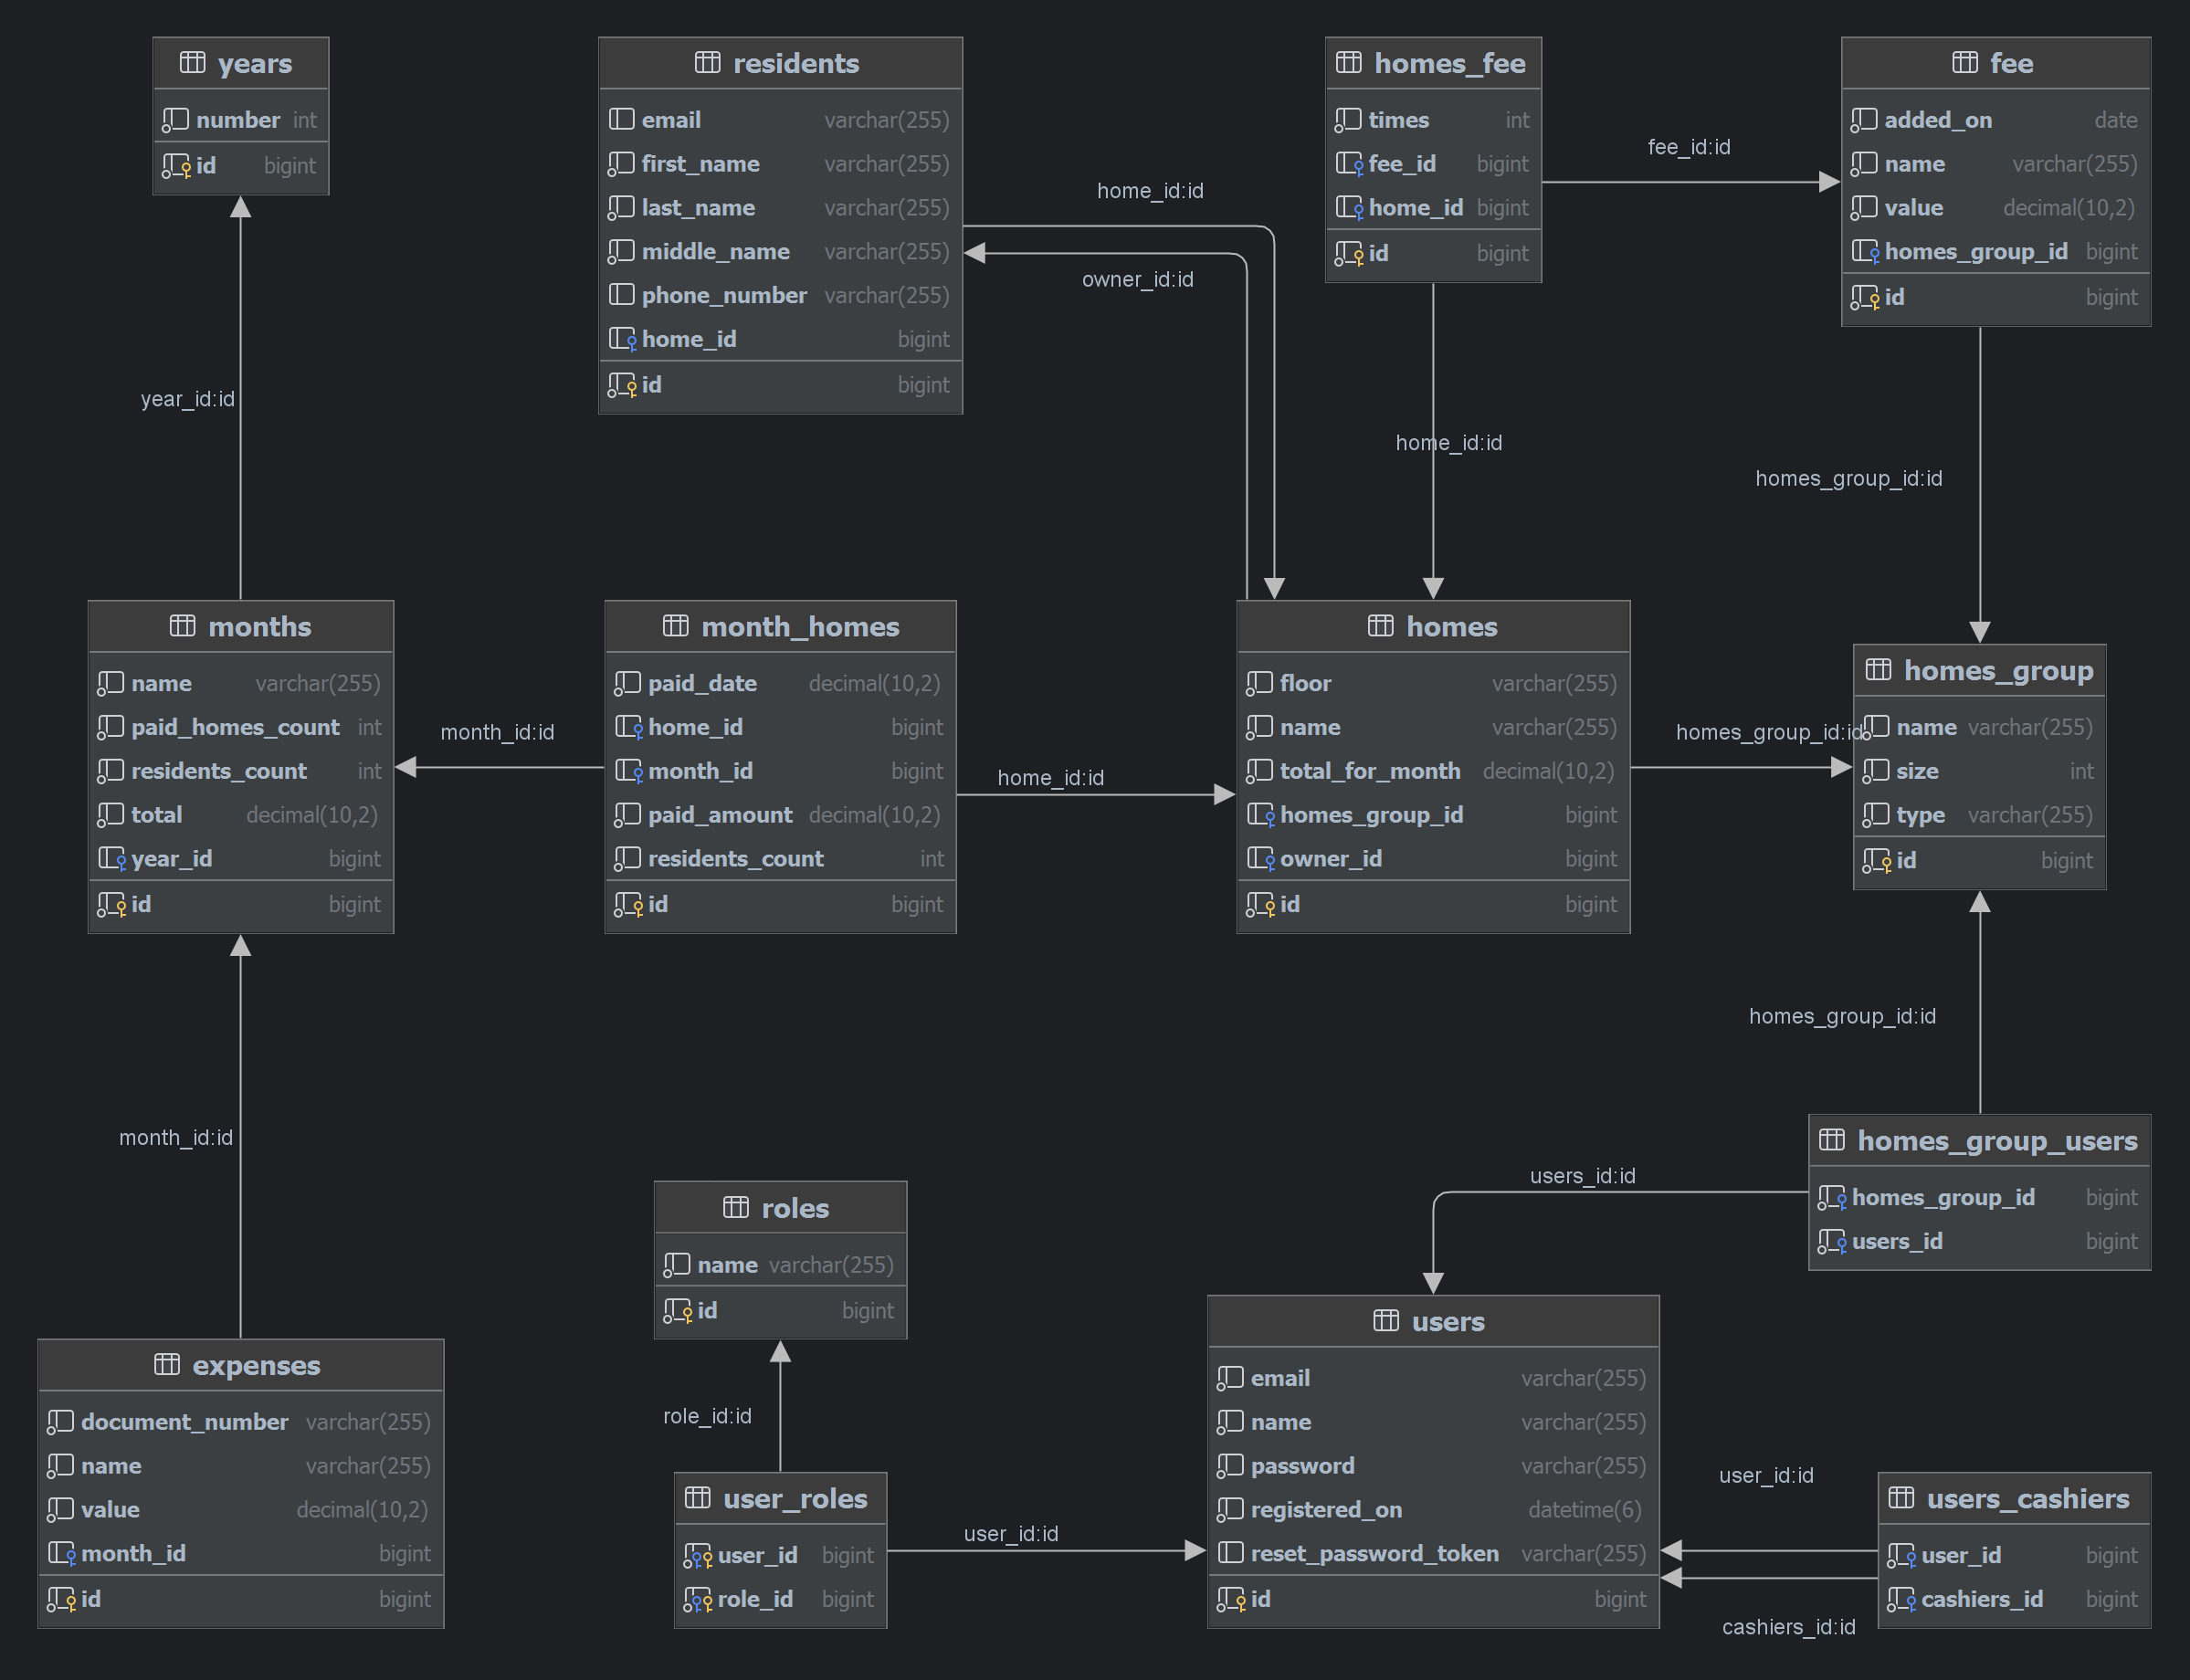 years
number int
id bigint
residents
email varchar(255)
first_name varchar(255)
last_name varchar(255)
middle_name varchar(255)
phone_number varchar(255)
home_id bigint
id bigint
homes_fee
times int
fee_id bigint
home_id bigint
id bigint
fee
added_on date
name varchar(255)
value decimal(10,2)
homes_group_id bigint
id bigint
fee_id:id
home_id:id
owner_id:id
year_id:id
home_id:id
homes_group_id:id
months
name varchar(255)
paid_homes_count int
residents_count int
total decimal(10,2)
year_id bigint
id bigint
month_id:id
month_homes
paid_date decimal(10,2)
home_id bigint
month_id bigint
paid_amount decimal(10,2)
residents_count int
id bigint
home_id:id
homes
floor varchar(255)
name varchar(255)
total_for_month decimal(10,2)
homes_group_id bigint
owner_id bigint
id bigint
homes_group_id:id
homes_group
name varchar(255)
size int
type varchar(255)
id bigint
homes_group_id:id
month_id:id
homes_group_users
homes_group_id bigint
users_id bigint
users_id:id
roles
name varchar(255)
id bigint
role_id:id
expenses
document_number varchar(255)
name varchar(255)
value decimal(10,2)
month_id bigint
id bigint
user_roles
user_id bigint
role_id bigint
user_id:id
users
email varchar(255)
name varchar(255)
password varchar(255)
registered_on datetime(6)
reset_password_token varchar(255)
id bigint
user_id:id
cashiers_id:id
users_cashiers
user_id bigint
cashiers_id bigint